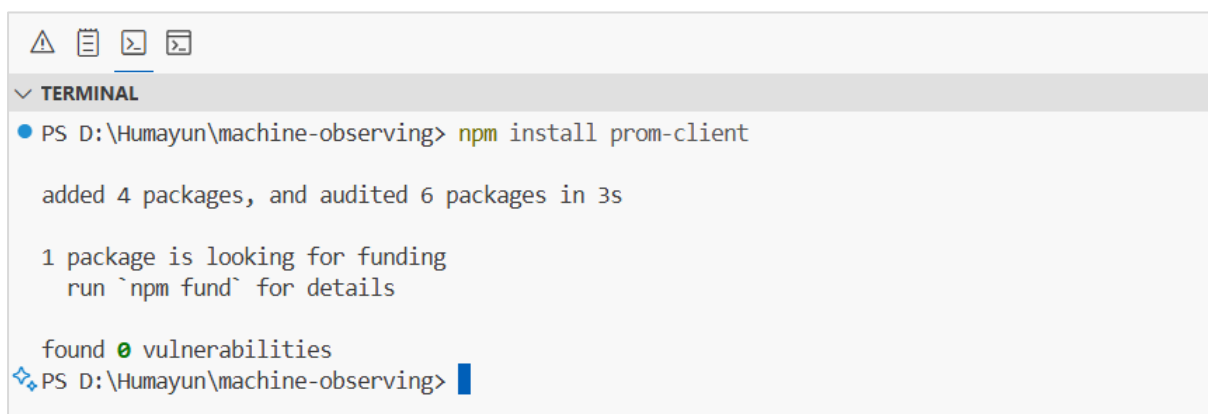 TERMINAL
PS D:\Humayun\machine-observing> npm install prom-client
added 4 packages, and audited 6 packages in 3s
1 package is looking for funding
run `npm fund` for details
found 0 vulnerabilities
PS D:\Humayun\machine-observing>